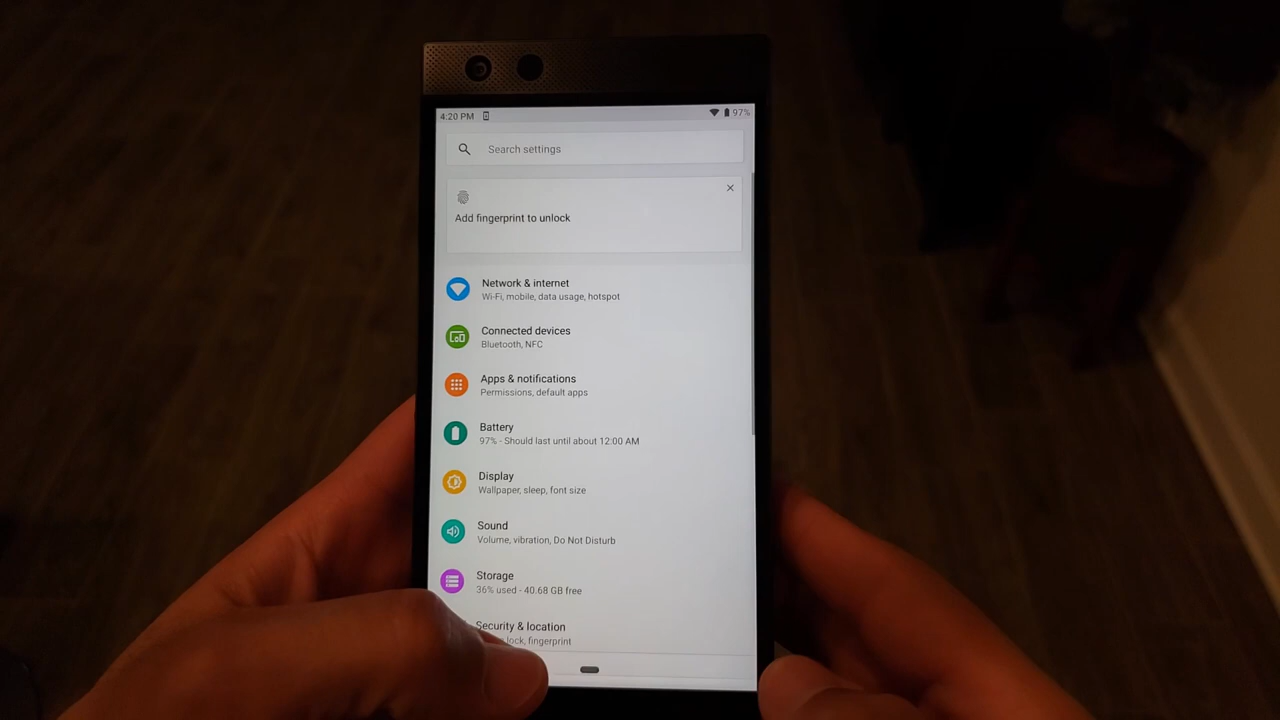 4:20 PM 97%
Search settings
Add fingerprint to unlock
Network & internet
Wi-Fi, mobile, data usage, hotspot
Connected devices
Bluetooth, NFC
Apps & notifications
Permissions, default apps
Battery
97% - Should last until about 12:00 AM
Display
Wallpaper, sleep, font size
Sound
Volume, vibration, Do Not Disturb
Storage
36% used - 40.68 GB free
Security & location
lock, fingerprint